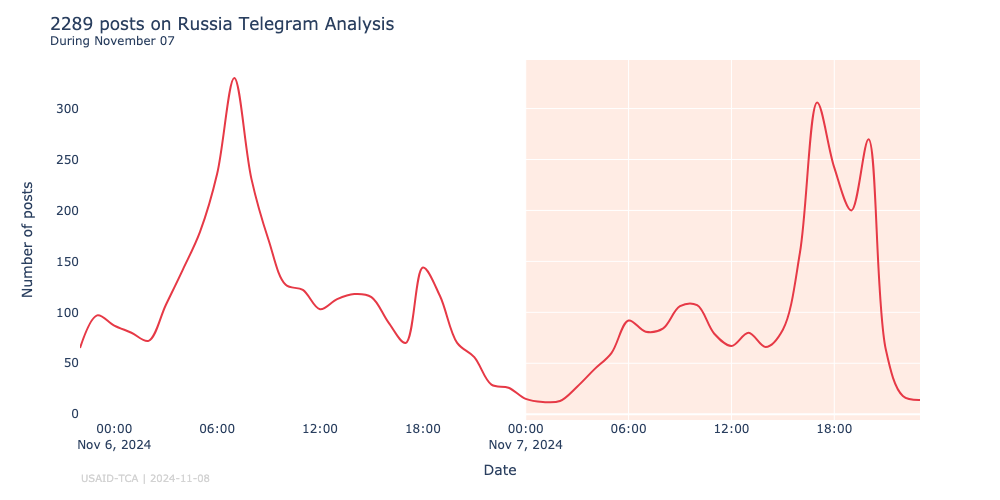 2289 posts on Russia Telegram Analysis
During November 07
300
250
200
150
100
50
0
Number of posts
00:00 06:00 12:00 18:00 00:00 06:00 12:00 18:00
Nov 6, 2024 Nov 7, 2024
Date
USAID-TCA | 2024-11-08